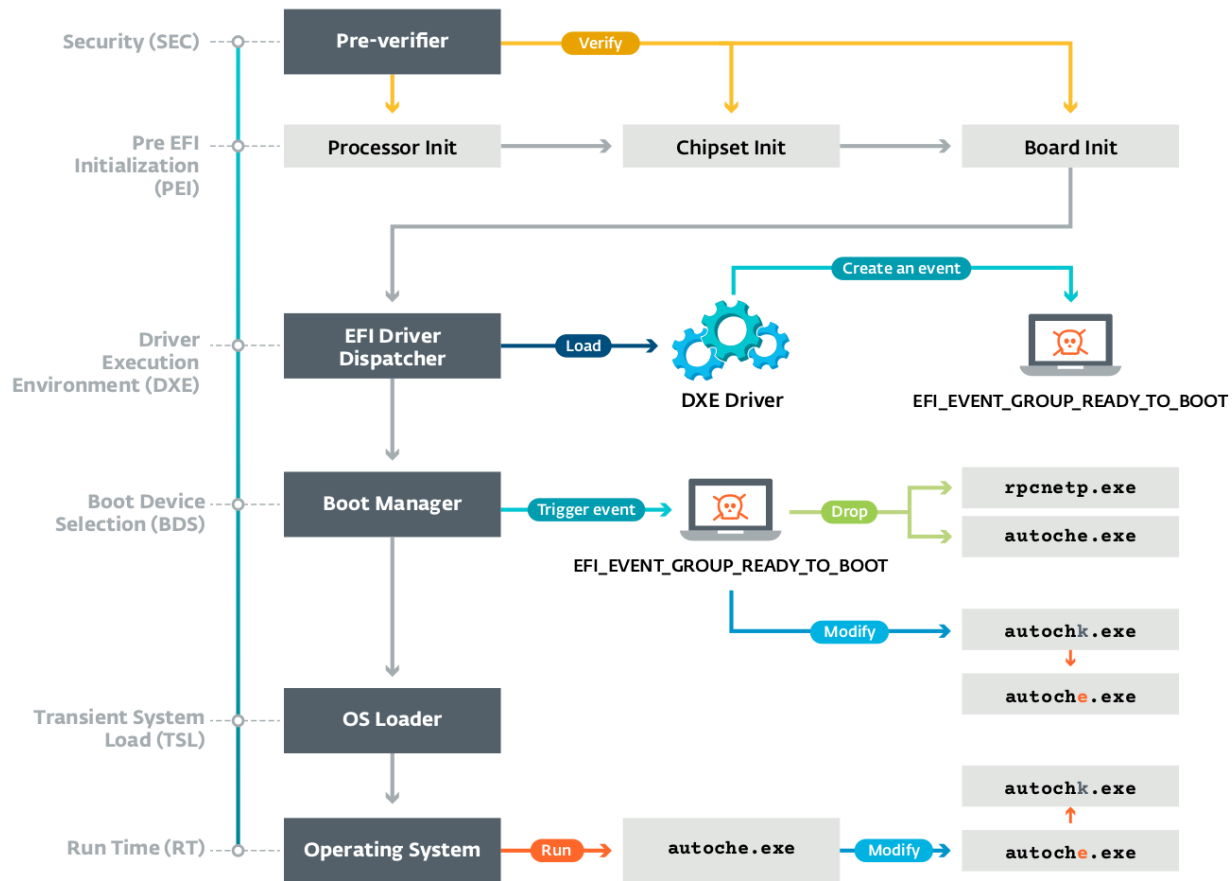 Security (SEC)
Pre-verifier
Verify
Pre EFI
Initialization
(PEI)
Processor Init
Chipset Init
Board Init
Create an event
Driver
Execution
Environment (DXE)
EFI Driver
Dispatcher
Load
DXE Driver
EFI_EVENT_GROUP_READY_TO_BOOT
Boot Device
Selection (BDS)
Boot Manager
Trigger event
EFI_EVENT_GROUP_READY_TO_BOOT
Drop
rpcnetp.exe
autoche.exe
Modify
autochk.exe
autoche.exe
Transient System
Load (TSL)
OS Loader
Run Time (RT)
Operating System
Run
autoche.exe
Modify
autochk.exe
autoche.exe